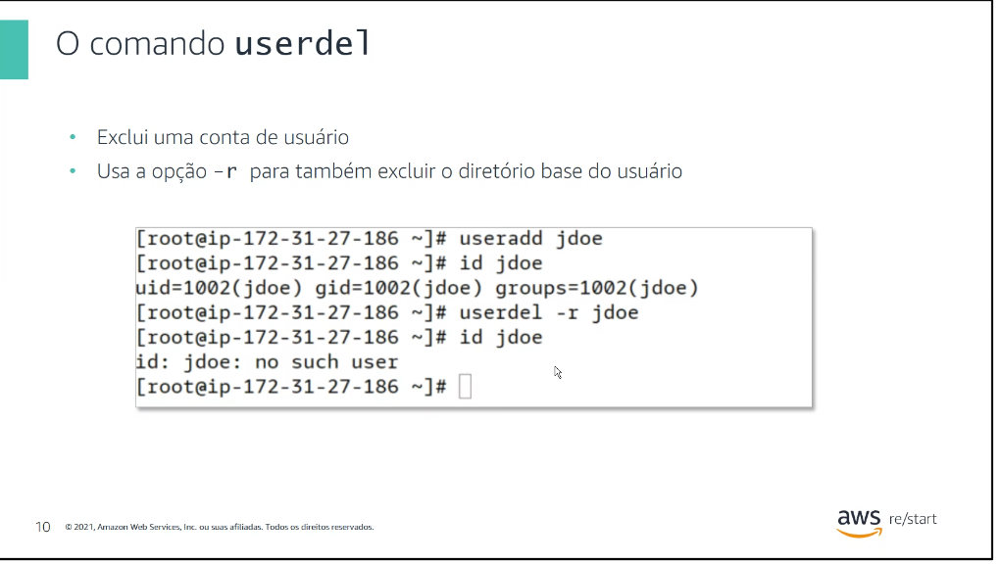 O comando userdel
• Exclui uma conta de usuário
• Usa a opção -r para também excluir o diretório base do usuário
[root@ip-172-31-27-186 ~]# useradd jdoe
[root@ip-172-31-27-186 ~]# id jdoe
uid=1002(jdoe) gid=1002(jdoe) groups=1002(jdoe)
[root@ip-172-31-27-186 ~]# userdel -r jdoe
[root@ip-172-31-27-186 ~]# id jdoe
id: jdoe: no such user
[root@ip-172-31-27-186 ~]#
10 © 2021, Amazon Web Services, Inc. ou suas afiliadas. Todos os direitos reservados.
aws re/start